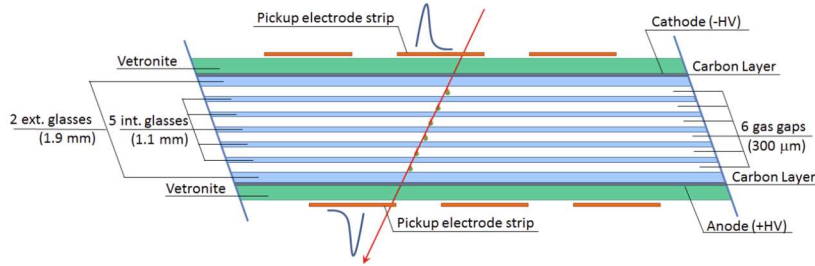 Pickup electrode strip
Cathode (-HV)
Vetronite
Carbon Layer
2 ext. glasses
(1.9 mm)
5 int. glasses
(1.1 mm)
6 gas gaps
(300 μm)
Carbon Layer
Vetronite
Pickup electrode strip
Anode (+HV)